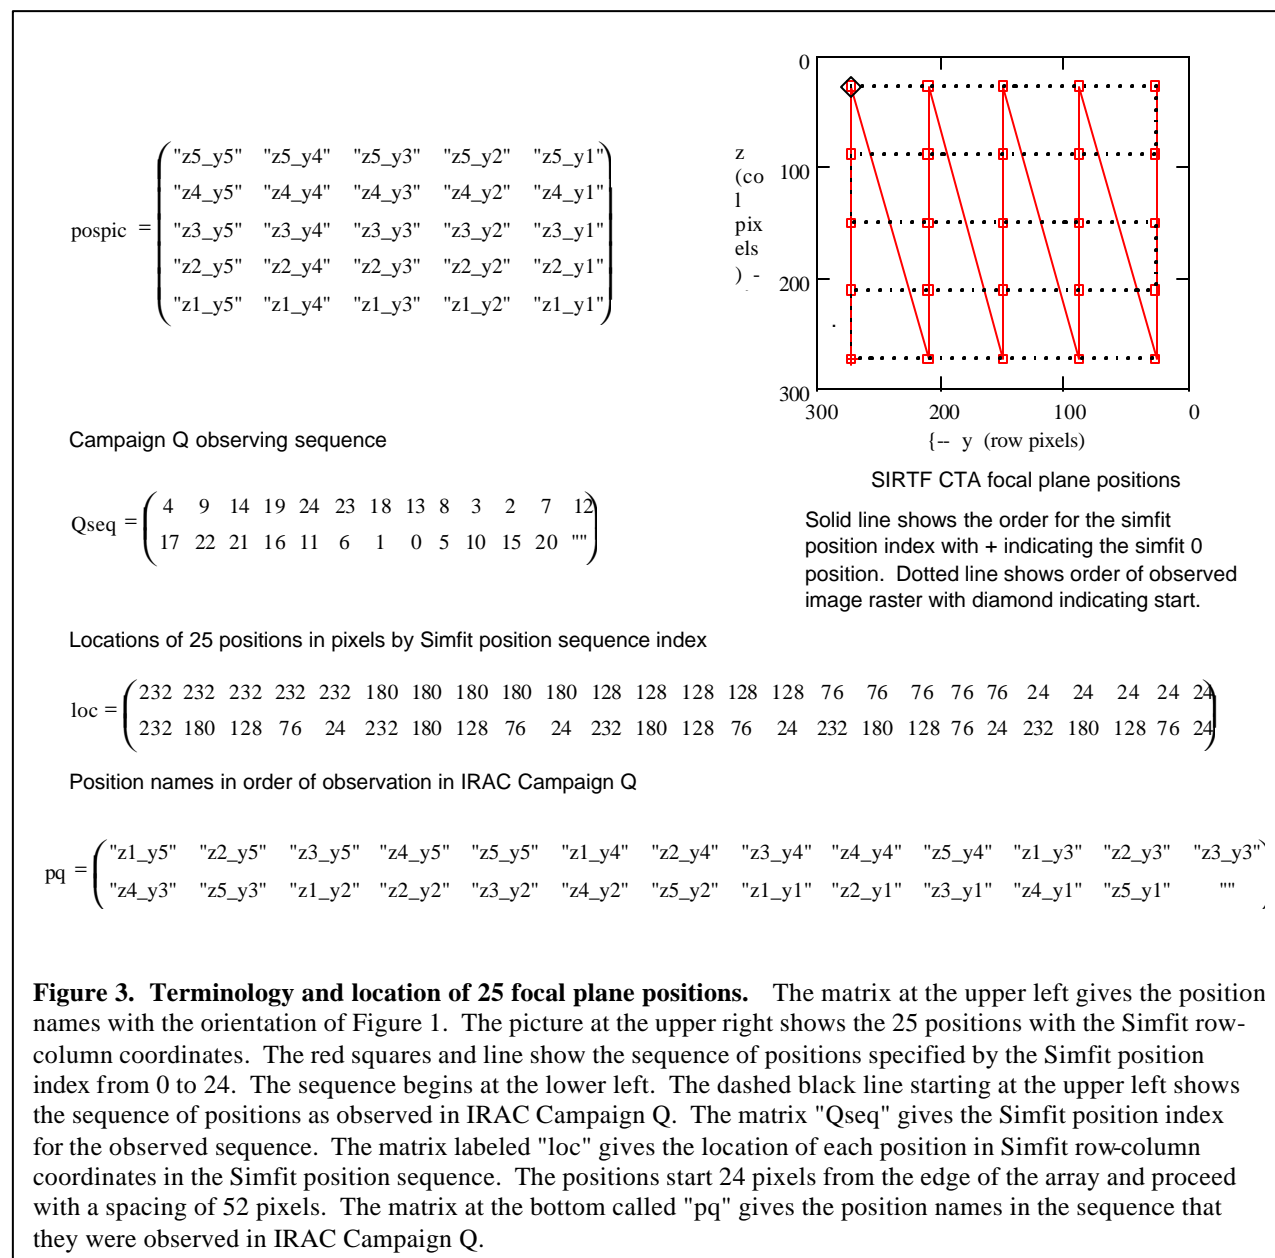 pospic =
"z5_y5" "z5_y4" "z5_y3" "z5_y2" "z5_y1"
"z4_y5" "z4_y4" "z4_y3" "z4_y2" "z4_y1"
"z3_y5" "z3_y4" "z3_y3" "z3_y2" "z3_y1"
"z2_y5" "z2_y4" "z2_y3" "z2_y2" "z2_y1"
"z1_y5" "z1_y4" "z1_y3" "z1_y2" "z1_y1"
0
100
200
300
z
(co
l
pix
els
) -
300 200 100 0
{-- y (row pixels)
SIRTF CTA focal plane positions
Solid line shows the order for the simfit
position index with + indicating the simfit 0
position. Dotted line shows order of observed
image raster with diamond indicating start.
Campaign Q observing sequence
Qseq =
4 9 14 19 24 23 18 13 8 3 2 7 12
17 22 21 16 11 6 1 0 5 10 15 20 ""
Locations of 25 positions in pixels by Simfit position sequence index
loc =
232 232 232 232 232 180 180 180 180 180 128 128 128 128 128 76 76 76 76 76 24 24 24 24 24
232 180 128 76 24 232 180 128 76 24 232 180 128 76 24 232 180 128 76 24 232 180 128 76 24
Position names in order of observation in IRAC Campaign Q
pq =
"z1_y5" "z2_y5" "z3_y5" "z4_y5" "z5_y5" "z1_y4" "z2_y4" "z3_y4" "z4_y4" "z5_y4" "z1_y3" "z2_y3" "z3_y3"
"z4_y3" "z5_y3" "z1_y2" "z2_y2" "z3_y2" "z4_y2" "z5_y2" "z1_y1" "z2_y1" "z3_y1" "z4_y1" "z5_y1" ""
Figure 3. Terminology and location of 25 focal plane positions. The matrix at the upper left gives the position
names with the orientation of Figure 1. The picture at the upper right shows the 25 positions with the Simfit row-
column coordinates. The red squares and line show the sequence of positions specified by the Simfit position
index from 0 to 24. The sequence begins at the lower left. The dashed black line starting at the upper left shows
the sequence of positions as observed in IRAC Campaign Q. The matrix "Qseq" gives the Simfit position index
for the observed sequence. The matrix labeled "loc" gives the location of each position in Simfit row-column
coordinates in the Simfit position sequence. The positions start 24 pixels from the edge of the array and proceed
with a spacing of 52 pixels. The matrix at the bottom called "pq" gives the position names in the sequence that
they were observed in IRAC Campaign Q.